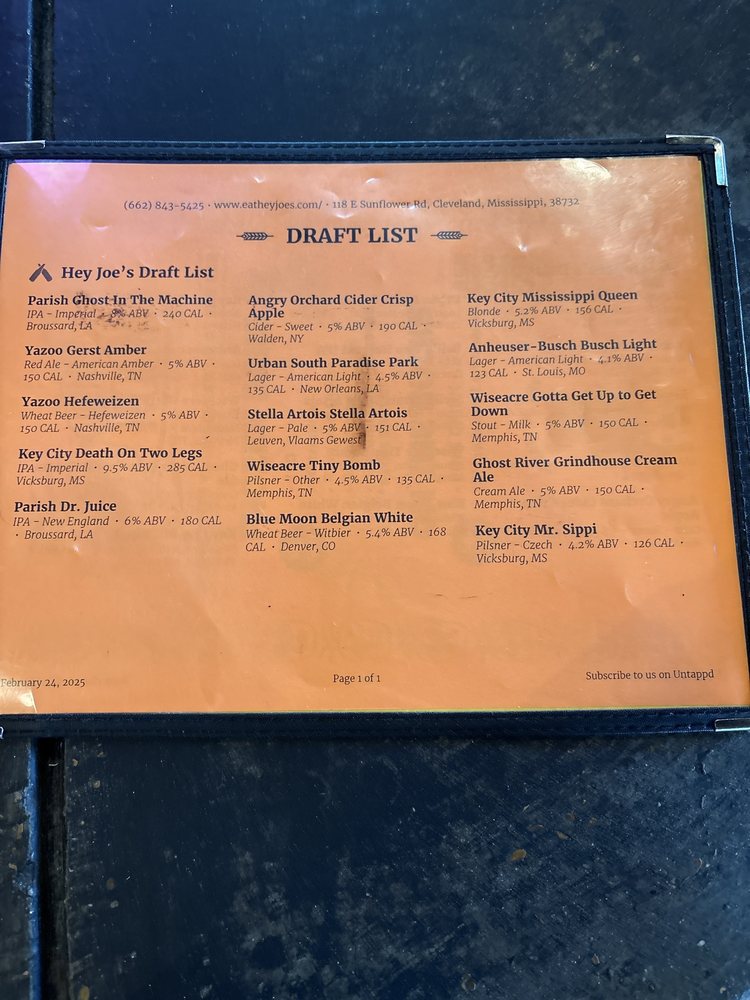 (662) 843-5425 · www.eatheyjoes.com/ · 118 E Sunflower Rd, Cleveland, Mississippi, 38732
DRAFT LIST
Hey Joe's Draft List
Parish Ghost In The Machine
IPA - Imperial · 8% ABV · 240 CAL ·
Broussard, LA
Yazoo Gerst Amber
Red Ale - American Amber · 5% ABV ·
150 CAL · Nashville, TN
Yazoo Hefeweizen
Wheat Beer - Hefeweizen · 5% ABV ·
150 CAL · Nashville, TN
Key City Death On Two Legs
IPA - Imperial · 9.5% ABV · 285 CAL ·
Vicksburg, MS
Parish Dr. Juice
IPA - New England · 6% ABV · 180 CAL
· Broussard, LA
Angry Orchard Cider Crisp
Apple
Cider - Sweet · 5% ABV · 190 CAL ·
Walden, NY
Urban South Paradise Park
Lager - American Light · 4.5% ABV ·
135 CAL · New Orleans, LA
Stella Artois Stella Artois
Lager - Pale · 5% ABV · 151 CAL ·
Leuven, Vlaams Gewest
Wiseacre Tiny Bomb
Pilsner - Other · 4.5% ABV · 135 CAL ·
Memphis, TN
Blue Moon Belgian White
Wheat Beer - Witbier · 5.4% ABV · 168
CAL · Denver, CO
Key City Mississippi Queen
Blonde · 5.2% ABV · 156 CAL ·
Vicksburg, MS
Anheuser-Busch Busch Light
Lager - American Light · 4.1% ABV ·
123 CAL · St. Louis, MO
Wiseacre Gotta Get Up to Get
Down
Stout - Milk · 5% ABV · 150 CAL ·
Memphis, TN
Ghost River Grindhouse Cream
Ale
Cream Ale · 5% ABV · 150 CAL ·
Memphis, TN
Key City Mr. Sippi
Pilsner - Czech · 4.2% ABV · 126 CAL ·
Vicksburg, MS
February 24, 2025
Page 1 of 1
Subscribe to us on Untappd